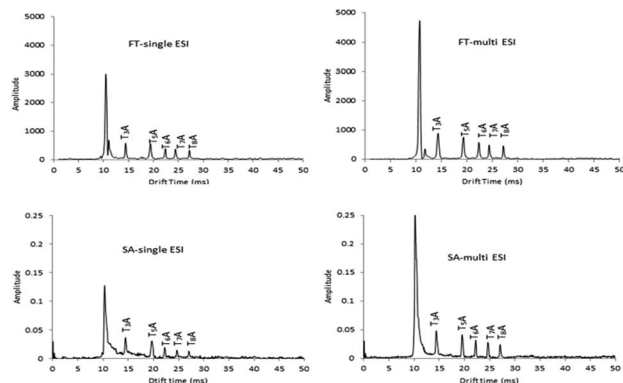 FT-single ESI
5000
4000
3000
2000
1000
0
Amplitude
T₃A
T₅A
T₆A
T₇A
T₈A
0 5 10 15 20 25 30 35 40 45 50
Drift Time (ms)
FT-multi ESI
5000
4000
3000
2000
1000
0
Amplitude
T₃A
T₅A
T₆A
T₇A
T₈A
0 5 10 15 20 25 30 35 40 45 50
Drift Time (ms)
SA-single ESI
0.25
0.2
0.15
0.1
0.05
0
Amplitude
T₃A
T₅A
T₆A
T₇A
T₈A
0 5 10 15 20 25 30 35 40 45 50
Drift Time (ms)
SA-multi ESI
0.25
0.2
0.15
0.1
0.05
0
Amplitude
T₃A
T₅A
T₆A
T₇A
T₈A
0 5 10 15 20 25 30 35 40 45 50
Drift Time (ms)